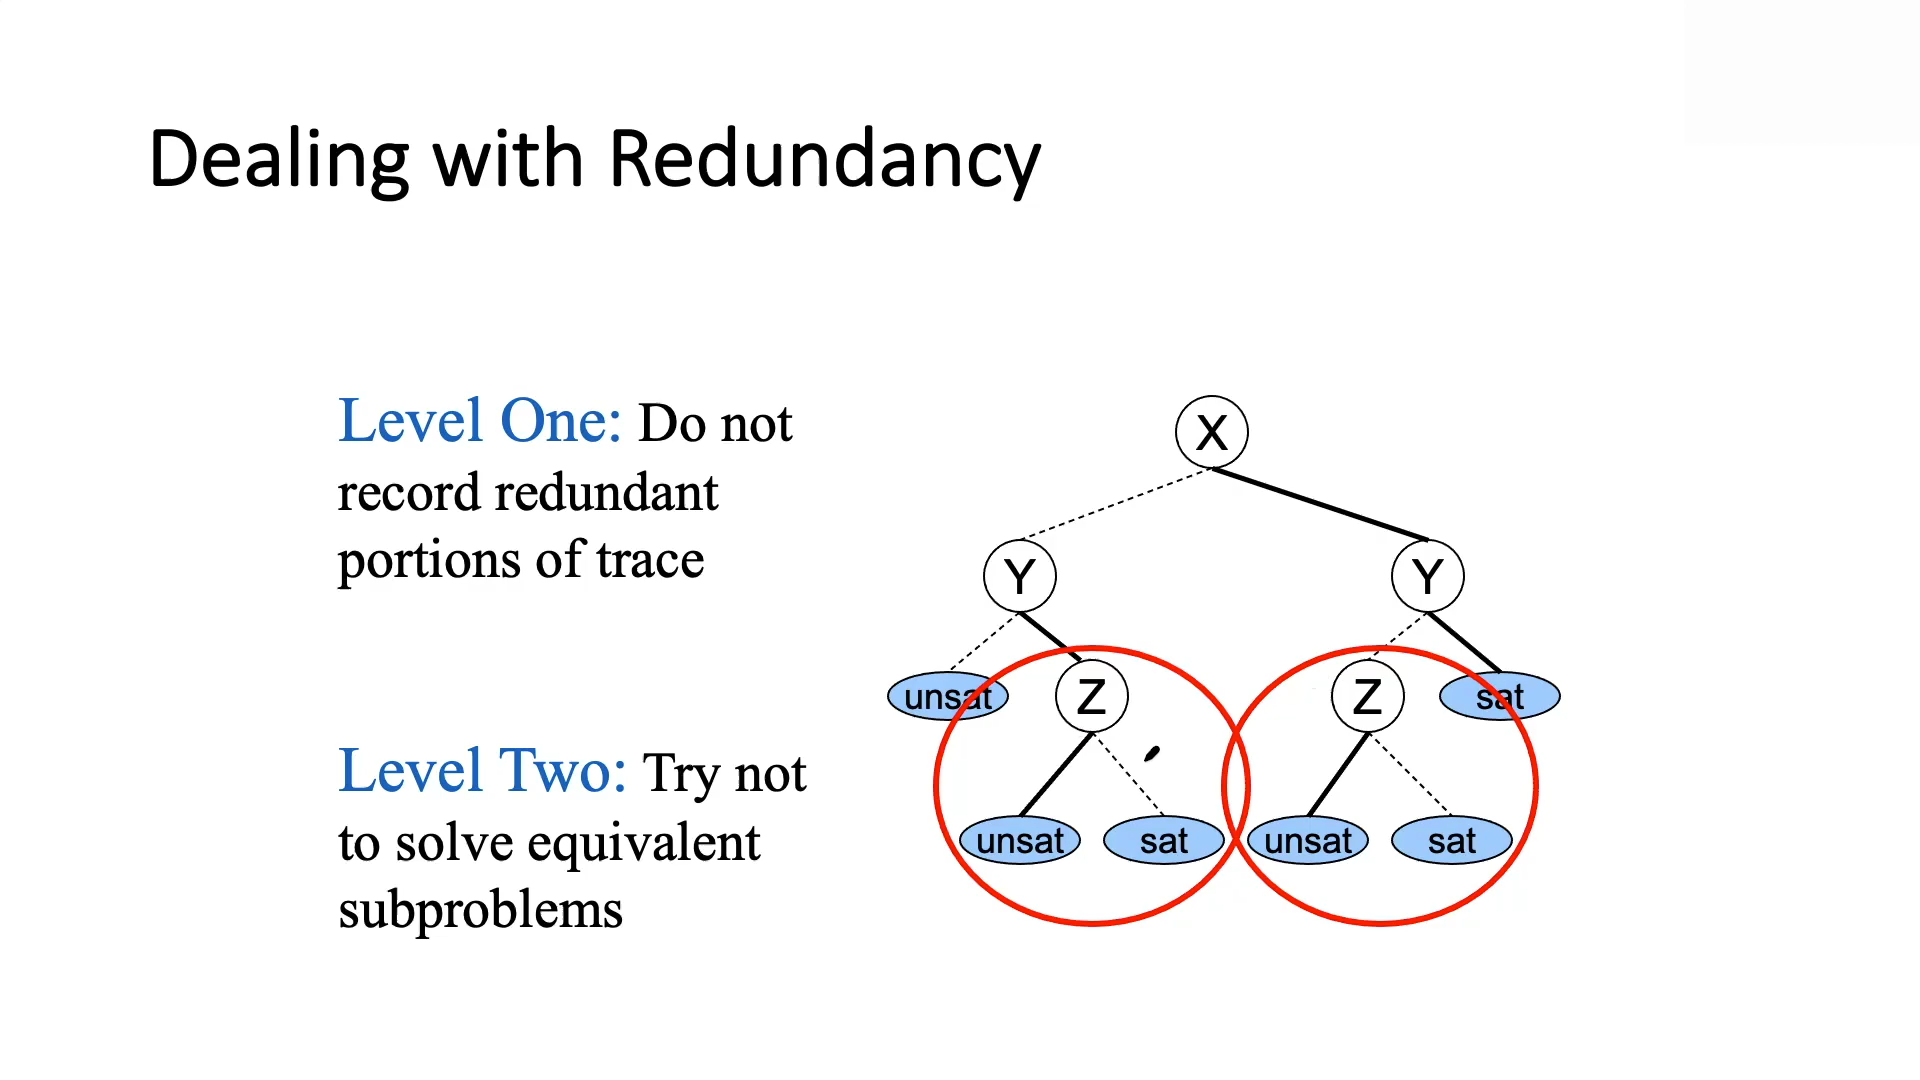 Dealing with Redundancy
Level One: Do not
record redundant
portions of trace
Level Two: Try not
to solve equivalent
subproblems
X
Y Y
unsat Z Z sat
unsat sat unsat sat